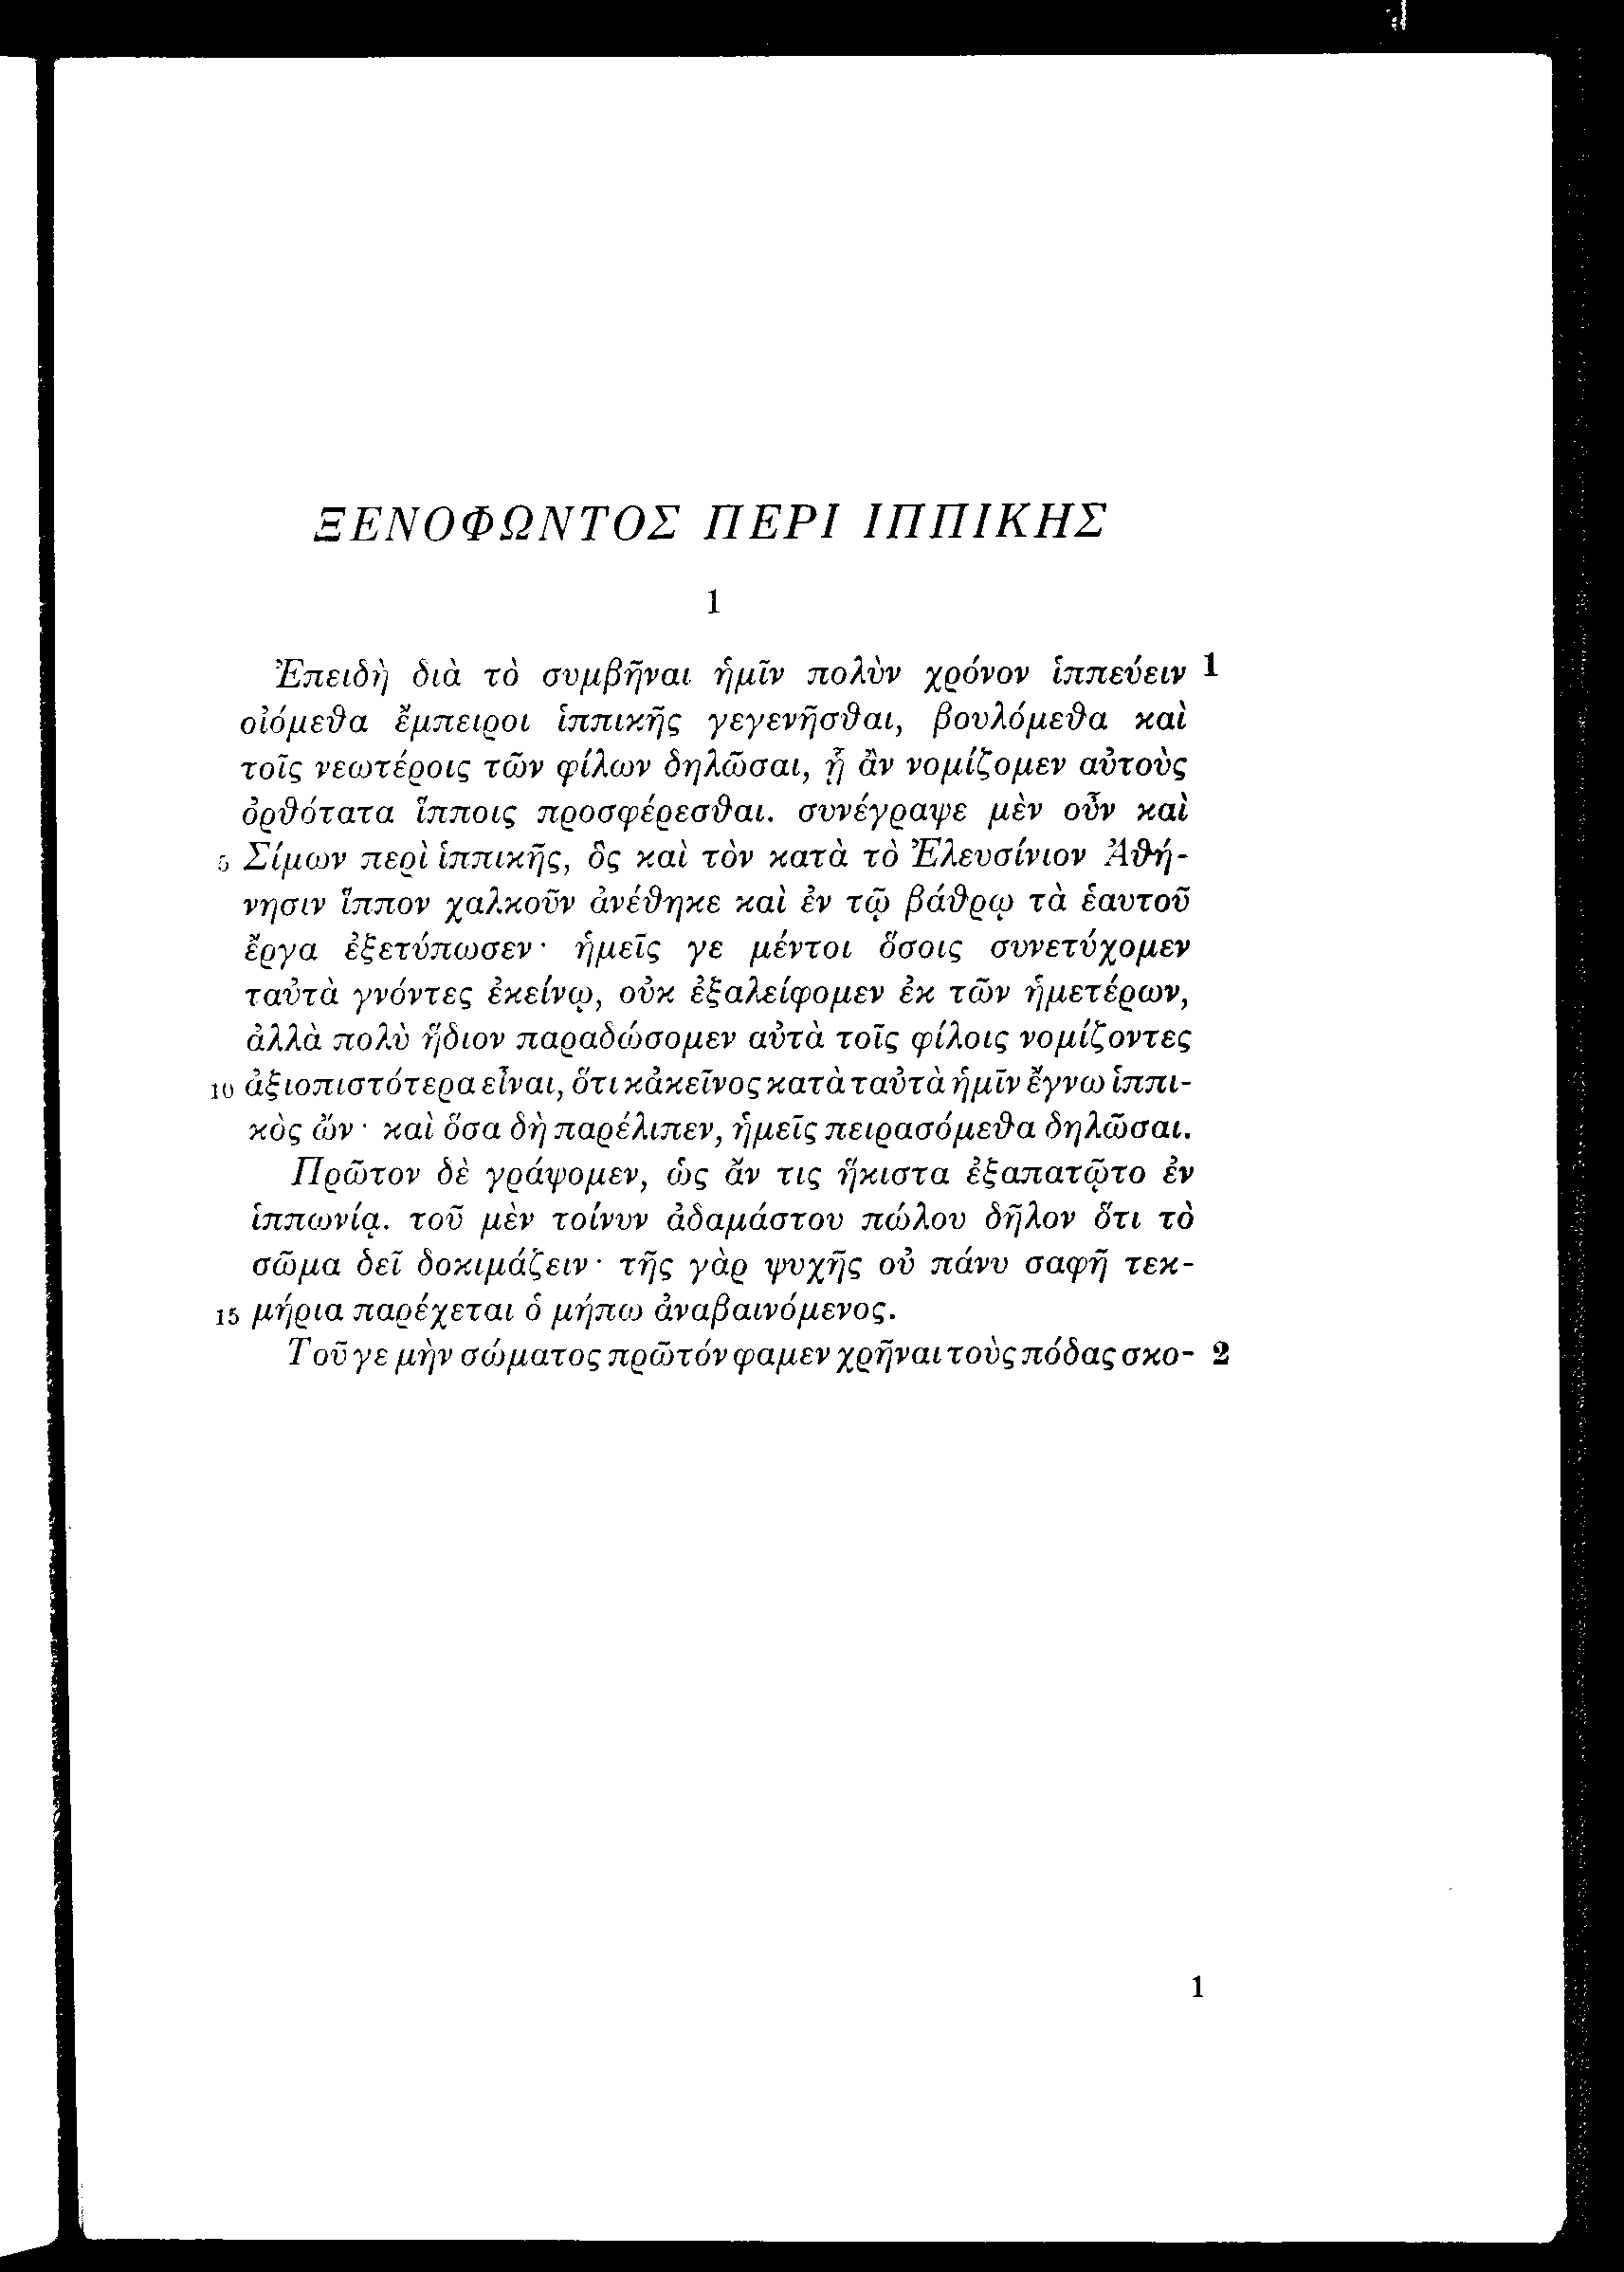 ΞΕΝΟΦΩΝΤΟΣ ΠΕΡΙ ΙΠΠΙΚΗΣ
1
Ἐπειδὴ διὰ τὸ συμβῆναι ἡμῖν πολὺν χρόνον ἱππεύειν 1
οἰόμεϑα ἔμπειροι ἱππικῆς γεγενῆσϑαι, βουλόμεϑα καὶ
τοῖς νεωτέροις τῶν φίλων δηλῶσαι, ᾗ ἂν νομίζομεν αὐτοὺς
ὀρϑότατα ἵπποις προσφέρεσϑαι. συνέγραψε μὲν οὖν καὶ
5 Σίμων περὶ ἱππικῆς, ὃς καὶ τὸν κατὰ τὸ Ἐλευσίνιον Ἀϑή-
νησιν ἵππον χαλκοῦν ἀνέϑηκε καὶ ἐν τῷ βάϑρῳ τὰ ἑαυτοῦ
ἔργα ἐξετύπωσεν· ἡμεῖς γε μέντοι ὅσοις συνετύχομεν
ταὐτὰ γνόντες ἐκείνῳ, οὐκ ἐξαλείφομεν ἐκ τῶν ἡμετέρων,
ἀλλὰ πολὺ ἥδιον παραδώσομεν αὐτὰ τοῖς φίλοις νομίζοντες
10 ἀξιοπιστότερα εἶναι, ὅτι κἀκεῖνος κατὰ ταὐτὰ ἡμῖν ἔγνω ἱππι-
κὸς ὤν· καὶ ὅσα δὴ παρέλιπεν, ἡμεῖς πειρασόμεϑα δηλῶσαι.
Πρῶτον δὲ γράψομεν, ὡς ἄν τις ἥκιστα ἐξαπατῷτο ἐν
ἱππωνίᾳ. τοῦ μὲν τοίνυν ἀδαμάστου πώλου δῆλον ὅτι τὸ
σῶμα δεῖ δοκιμάζειν· τῆς γὰρ ψυχῆς οὐ πάνυ σαφῆ τεκ-
15 μήρια παρέχεται ὁ μήπω ἀναβαινόμενος.
Τοῦ γε μὴν σώματος πρῶτόν φαμεν χρῆναι τοὺς πόδας σκο- 2
1